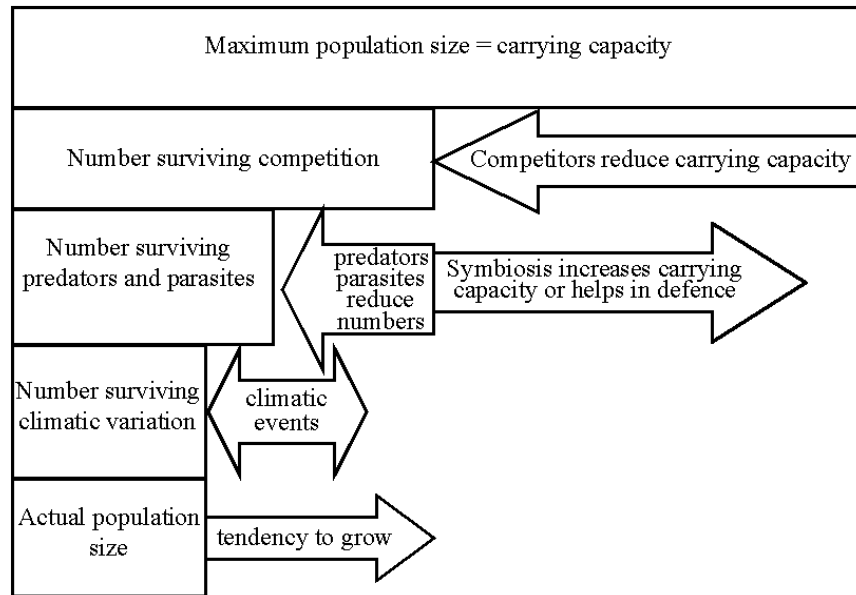 Maximum population size = carrying capacity
Number surviving competition
Competitors reduce carrying capacity
Number surviving
predators and parasites
predators
parasites
reduce
numbers
Symbiosis increases carrying
capacity or helps in defence
Number surviving
climatic variation
climatic
events
Actual population
size
tendency to grow